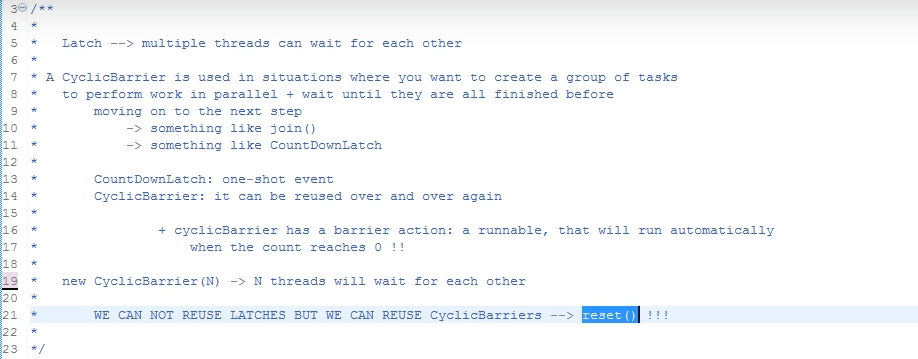 3 /**
4 *
5 * Latch --> multiple threads can wait for each other
6 *
7 * A CyclicBarrier is used in situations where you want to create a group of tasks
8 * to perform work in parallel + wait until they are all finished before
9 * moving on to the next step
10 * -> something like join()
11 * -> something like CountDownLatch
12 *
13 * CountDownLatch: one-shot event
14 * CyclicBarrier: it can be reused over and over again
15 *
16 * + cyclicBarrier has a barrier action: a runnable, that will run automatically
17 * when the count reaches 0 !!
18 *
19 * new CyclicBarrier(N) -> N threads will wait for each other
20 *
21 * WE CAN NOT REUSE LATCHES BUT WE CAN REUSE CyclicBarriers --> reset() !!!
22 *
23 */